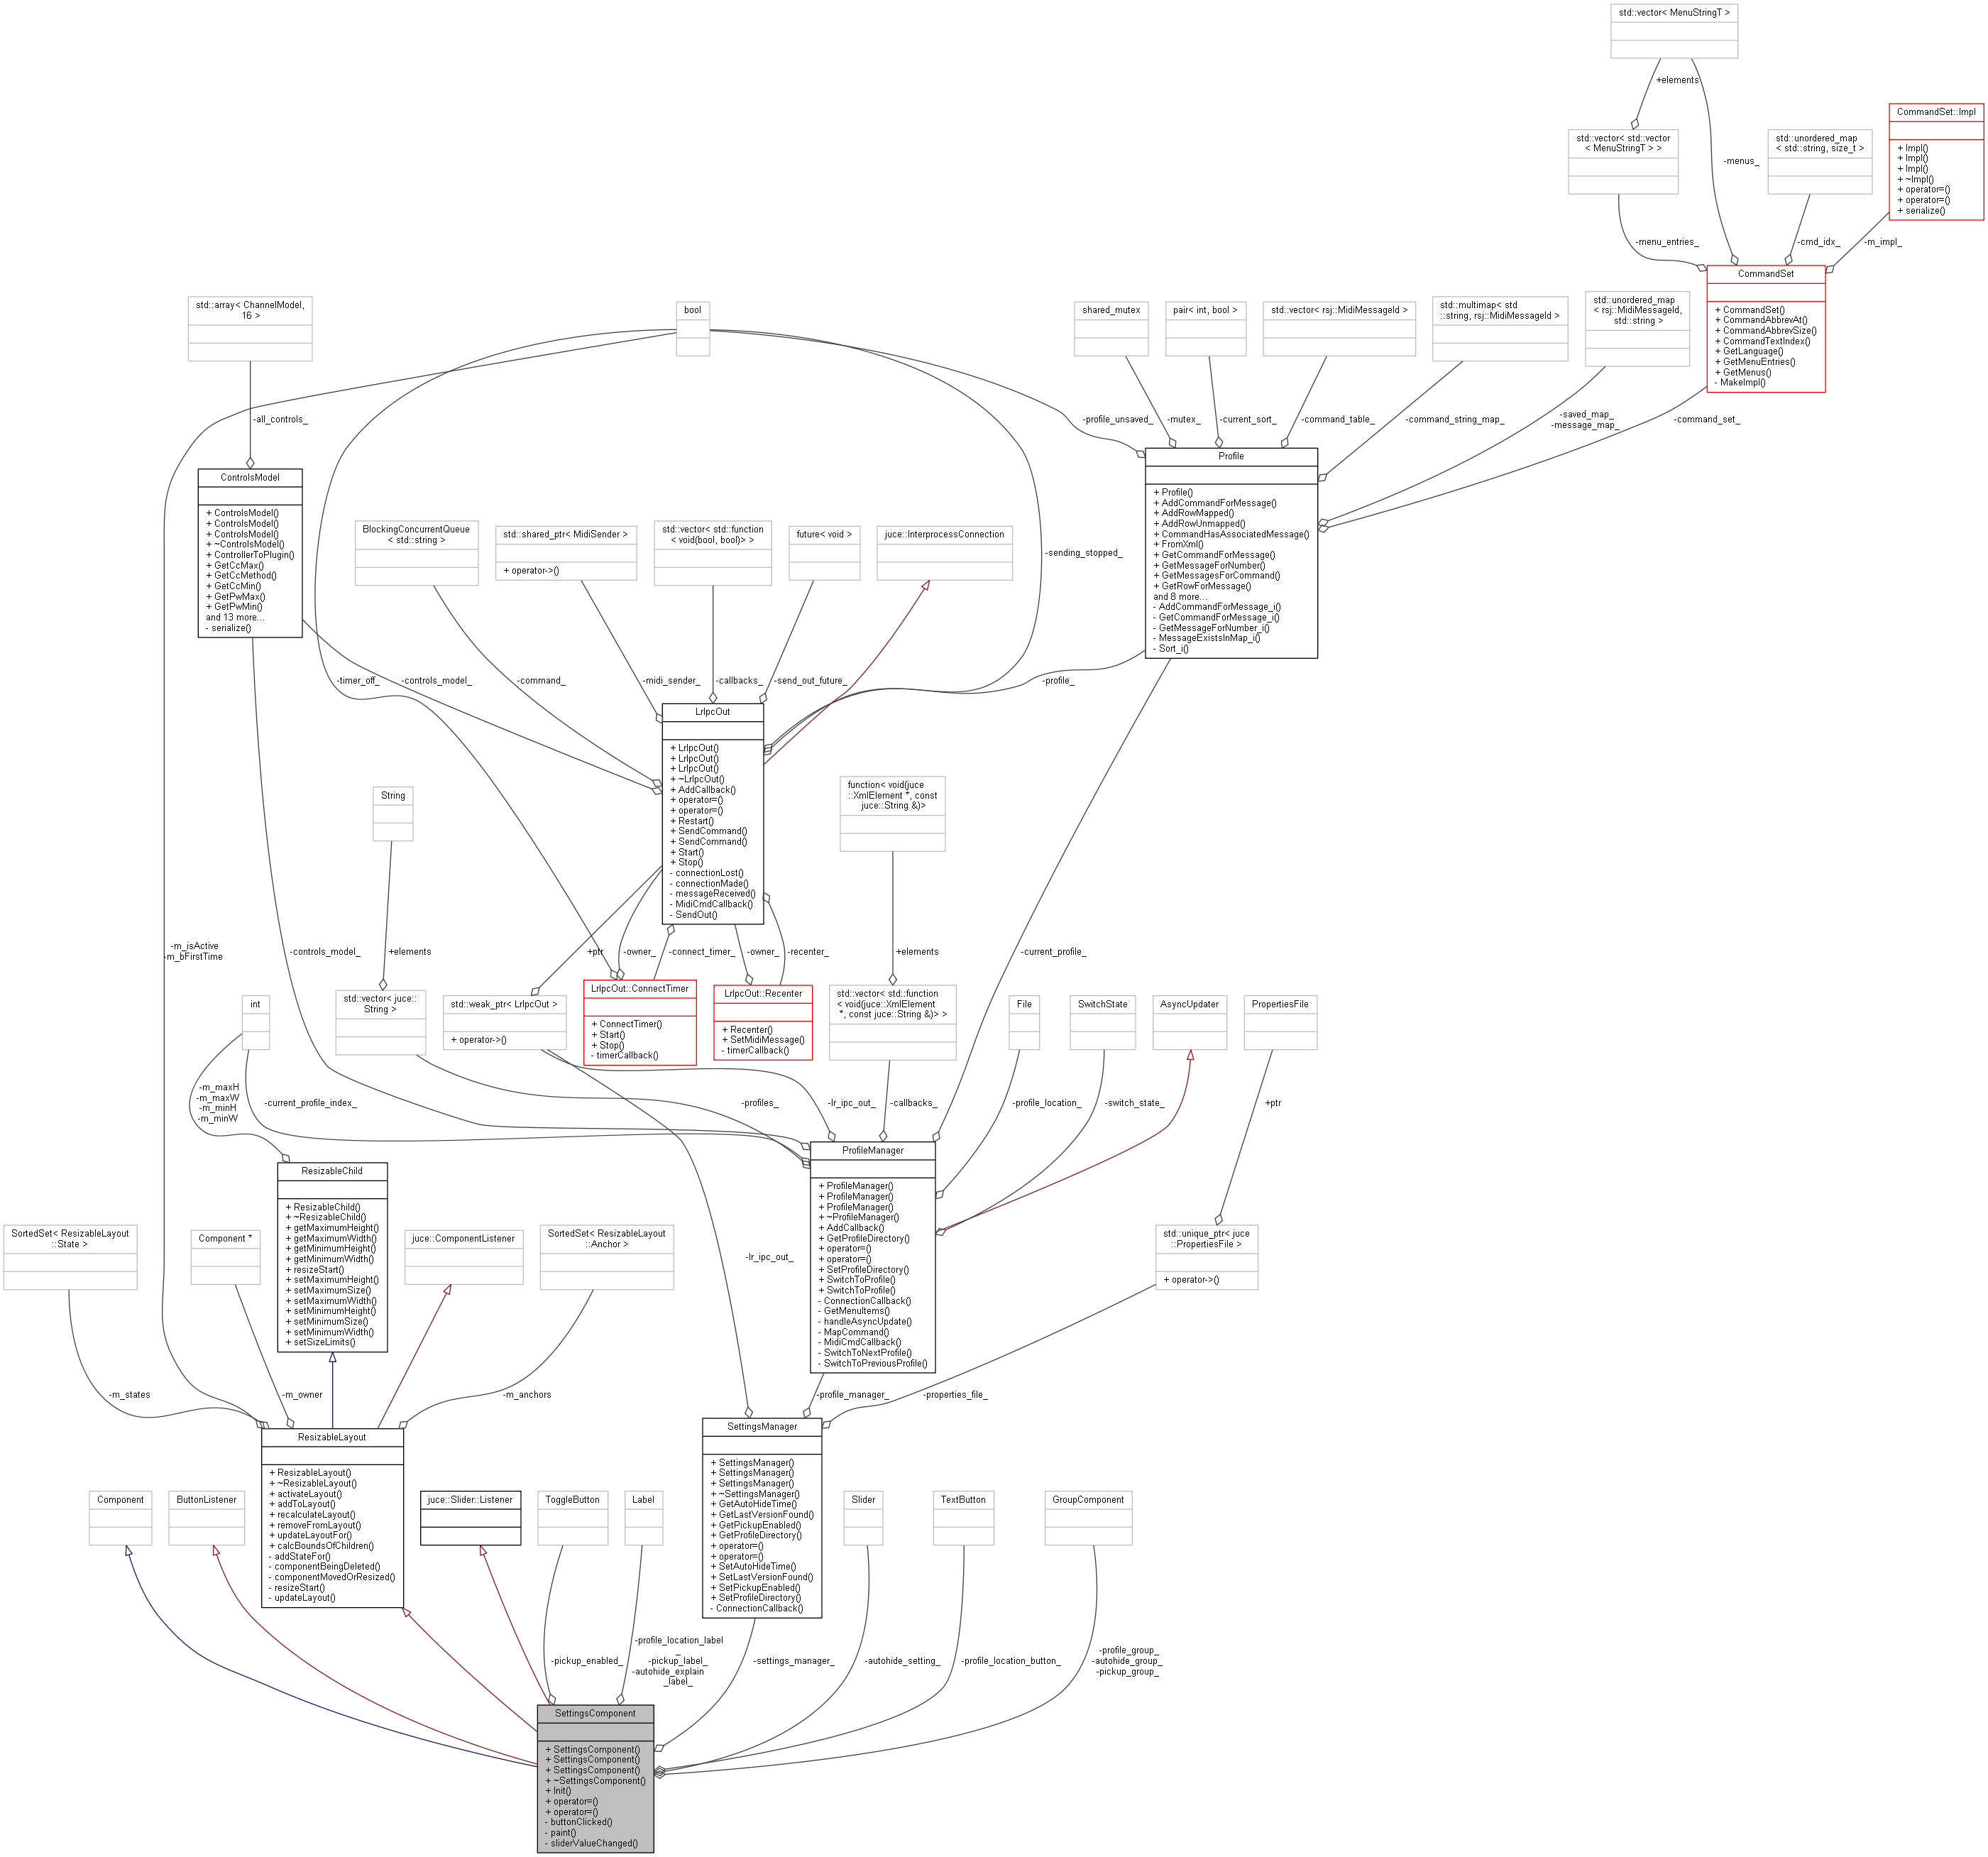 std::vector< MenuStringT >
+elements
CommandSet::Impl
+ Impl()
+ Impl()
+ Impl()
+ ~Impl()
+ operator=()
+ operator=()
+ serialize()
std::vector< std::vector
< MenuStringT > >
std::unordered_map
< std::string, size_t >
-menus_
-menu_entries_
-cmd_idx_
-m_impl_
CommandSet
+ CommandSet()
+ CommandAbbrevAt()
+ CommandAbbrevSize()
+ CommandTextIndex()
+ GetLanguage()
+ GetMenuEntries()
+ GetMenus()
- MakeImpl()
std::array< ChannelModel,
16 >
bool
shared_mutex
pair< int, bool >
std::vector< rsj::MidiMessageId >
std::multimap< std
::string, rsj::MidiMessageId >
std::unordered_map
< rsj::MidiMessageId,
std::string >
-all_controls_
-profile_unsaved_
-mutex_
-current_sort_
-command_table_
-command_string_map_
-saved_map_
-message_map_
-command_set_
Profile
+ Profile()
+ AddCommandForMessage()
+ AddRowMapped()
+ AddRowUnmapped()
+ CommandHasAssociatedMessage()
+ FromXml()
+ GetCommandForMessage()
+ GetMessageForNumber()
+ GetMessagesForCommand()
+ GetRowForMessage()
and 8 more...
- AddCommandForMessage_i()
- GetCommandForMessage_i()
- GetMessageForNumber_i()
- MessageExistsInMap_i()
- Sort_i()
ControlsModel
+ ControlsModel()
+ ControlsModel()
+ ControlsModel()
+ ~ControlsModel()
+ ControllerToPlugin()
+ GetCcMax()
+ GetCcMethod()
+ GetCcMin()
+ GetPwMax()
+ GetPwMin()
and 13 more...
- serialize()
BlockingConcurrentQueue
< std::string >
std::shared_ptr< MidiSender >
+ operator->()
std::vector< std::function
< void(bool, bool)> >
future< void >
juce::InterprocessConnection
-sending_stopped_
-timer_off_
-controls_model_
-command_
-midi_sender_
-callbacks_
-send_out_future_
-profile_
LrIpcOut
+ LrIpcOut()
+ LrIpcOut()
+ LrIpcOut()
+ ~LrIpcOut()
+ AddCallback()
+ operator=()
+ operator=()
+ Restart()
+ SendCommand()
+ SendCommand()
+ Start()
+ Stop()
- connectionLost()
- connectionMade()
- messageReceived()
- MidiCmdCallback()
- SendOut()
String
function< void(juce
::XmlElement *, const
juce::String &)>
-m_isActive
-m_bFirstTime
-controls_model_
+elements
+ptr
-owner_
-connect_timer_
-owner_
-recenter_
+elements
-current_profile_
int
std::vector< juce::
String >
std::weak_ptr< LrIpcOut >
+ operator->()
LrIpcOut::ConnectTimer
+ ConnectTimer()
+ Start()
+ Stop()
- timerCallback()
LrIpcOut::Recenter
+ Recenter()
+ SetMidiMessage()
- timerCallback()
std::vector< std::function
< void(juce::XmlElement
*, const juce::String &)> >
File
SwitchState
AsyncUpdater
PropertiesFile
-m_maxH
-m_maxW
-m_minH
-m_minW
-current_profile_index_
-profiles_
-lr_ipc_out_
-callbacks_
-profile_location_
-switch_state_
+ptr
ResizableChild
+ ResizableChild()
+ ~ResizableChild()
+ getMaximumHeight()
+ getMaximumWidth()
+ getMinimumHeight()
+ getMinimumWidth()
+ resizeStart()
+ setMaximumHeight()
+ setMaximumSize()
+ setMaximumWidth()
+ setMinimumHeight()
+ setMinimumSize()
+ setMinimumWidth()
+ setSizeLimits()
ProfileManager
+ ProfileManager()
+ ProfileManager()
+ ProfileManager()
+ ~ProfileManager()
+ AddCallback()
+ GetProfileDirectory()
+ operator=()
+ operator=()
+ SetProfileDirectory()
+ SwitchToProfile()
+ SwitchToProfile()
- ConnectionCallback()
- GetMenuItems()
- handleAsyncUpdate()
- MapCommand()
- MidiCmdCallback()
- SwitchToNextProfile()
- SwitchToPreviousProfile()
SortedSet< ResizableLayout
::State >
Component *
juce::ComponentListener
SortedSet< ResizableLayout
::Anchor >
-lr_ipc_out_
std::unique_ptr< juce
::PropertiesFile >
+ operator->()
-m_states
-m_owner
-m_anchors
-profile_manager_
-properties_file_
ResizableLayout
+ ResizableLayout()
+ ~ResizableLayout()
+ activateLayout()
+ addToLayout()
+ recalculateLayout()
+ removeFromLayout()
+ updateLayoutFor()
+ calcBoundsOfChildren()
- addStateFor()
- componentBeingDeleted()
- componentMovedOrResized()
- resizeStart()
- updateLayout()
SettingsManager
+ SettingsManager()
+ SettingsManager()
+ SettingsManager()
+ ~SettingsManager()
+ GetAutoHideTime()
+ GetLastVersionFound()
+ GetPickupEnabled()
+ GetProfileDirectory()
+ operator=()
+ operator=()
+ SetAutoHideTime()
+ SetLastVersionFound()
+ SetPickupEnabled()
+ SetProfileDirectory()
- ConnectionCallback()
Component
ButtonListener
juce::Slider::Listener
ToggleButton
Label
Slider
TextButton
GroupComponent
-pickup_enabled_
-profile_location_label
_
-pickup_label_
-autohide_explain
_label_
-settings_manager_
-autohide_setting_
-profile_location_button_
-profile_group_
-autohide_group_
-pickup_group_
SettingsComponent
+ SettingsComponent()
+ SettingsComponent()
+ SettingsComponent()
+ ~SettingsComponent()
+ Init()
+ operator=()
+ operator=()
- buttonClicked()
- paint()
- sliderValueChanged()